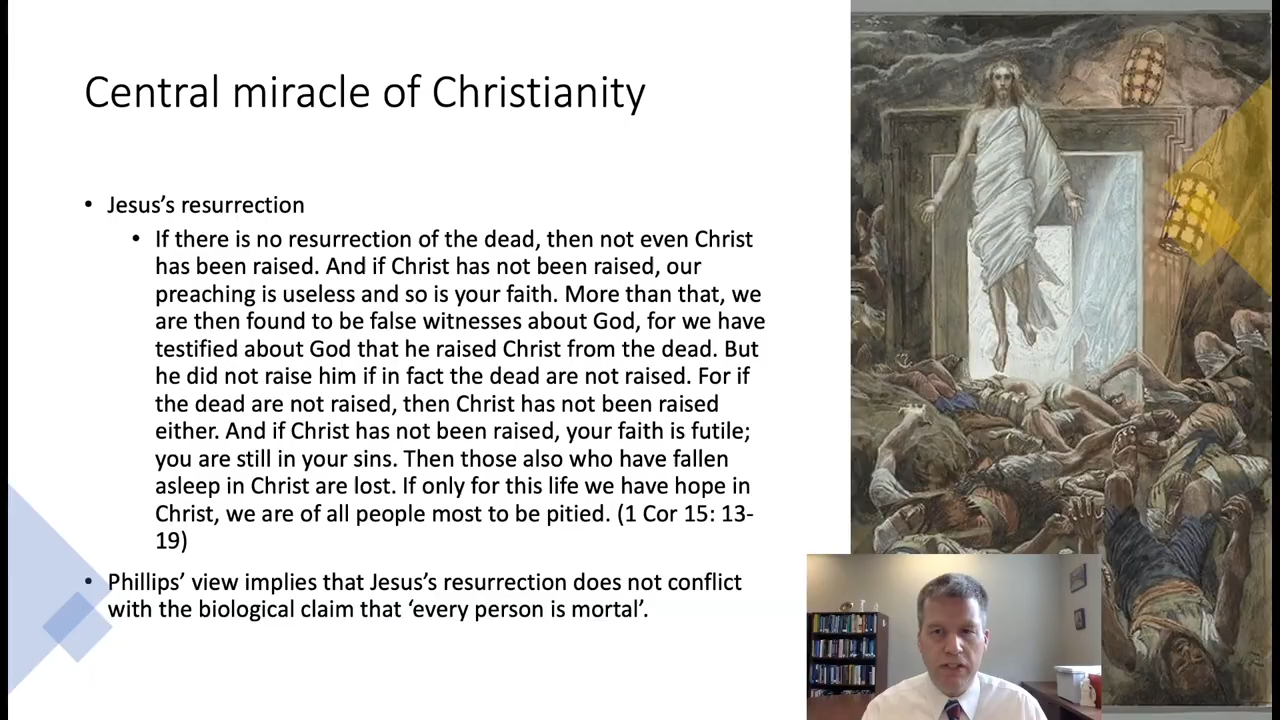 Central miracle of Christianity
• Jesus’s resurrection
• If there is no resurrection of the dead, then not even Christ
has been raised. And if Christ has not been raised, our
preaching is useless and so is your faith. More than that, we
are then found to be false witnesses about God, for we have
testified about God that he raised Christ from the dead. But
he did not raise him if in fact the dead are not raised. For if
the dead are not raised, then Christ has not been raised
either. And if Christ has not been raised, your faith is futile;
you are still in your sins. Then those also who have fallen
asleep in Christ are lost. If only for this life we have hope in
Christ, we are of all people most to be pitied. (1 Cor 15: 13-
19)
• Phillips’ view implies that Jesus’s resurrection does not conflict
with the biological claim that ‘every person is mortal’.